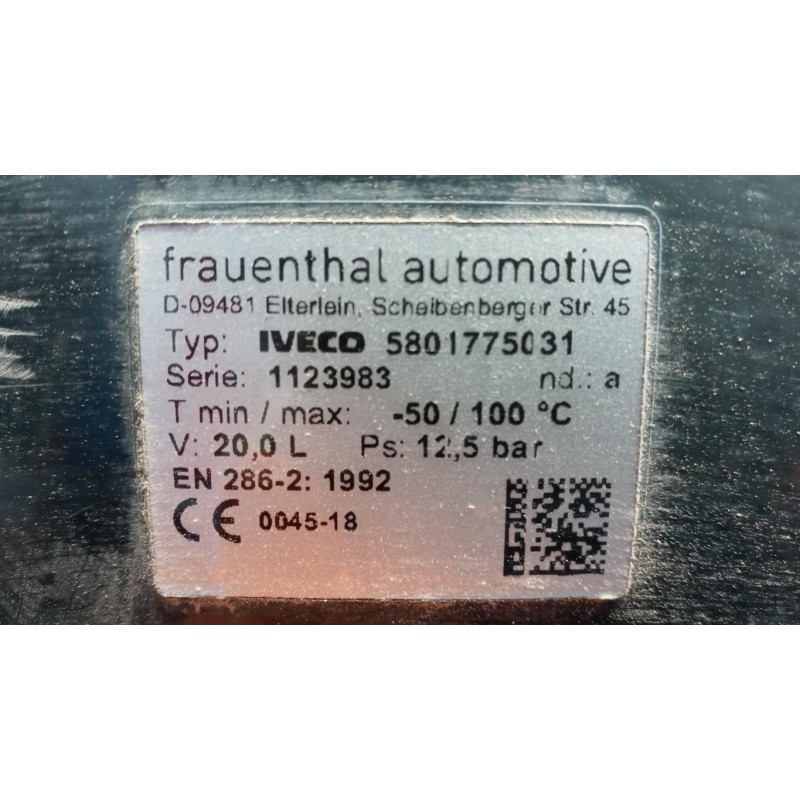 frauenthal automotive
D-09481 Elterlein, Scheibenberger Str. 45
Typ: IVECO 5801775031
Serie: 1123983 nd.: a
T min / max: -50 / 100 °C
V: 20,0 L Ps: 12,5 bar
EN 286-2: 1992
CE 0045-18